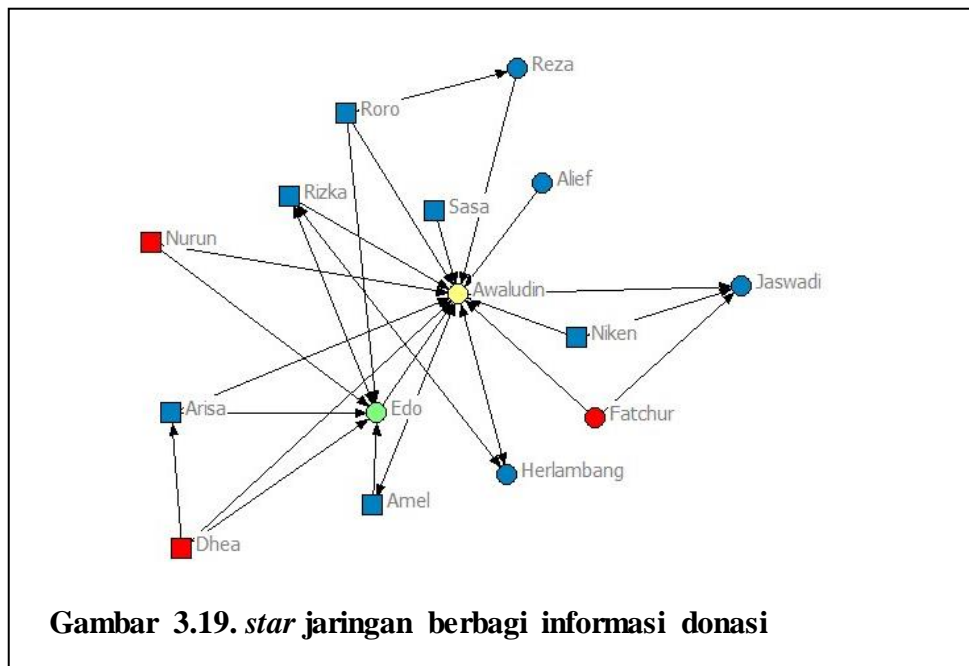 Reza
Roro
Alief
Rizka
Sasa
Nurun
Jaswadi
Awaludin
Niken
Arisa
Edo
Fatchur
Herlambang
Amel
Dhea
Gambar 3.19. star jaringan berbagi informasi donasi